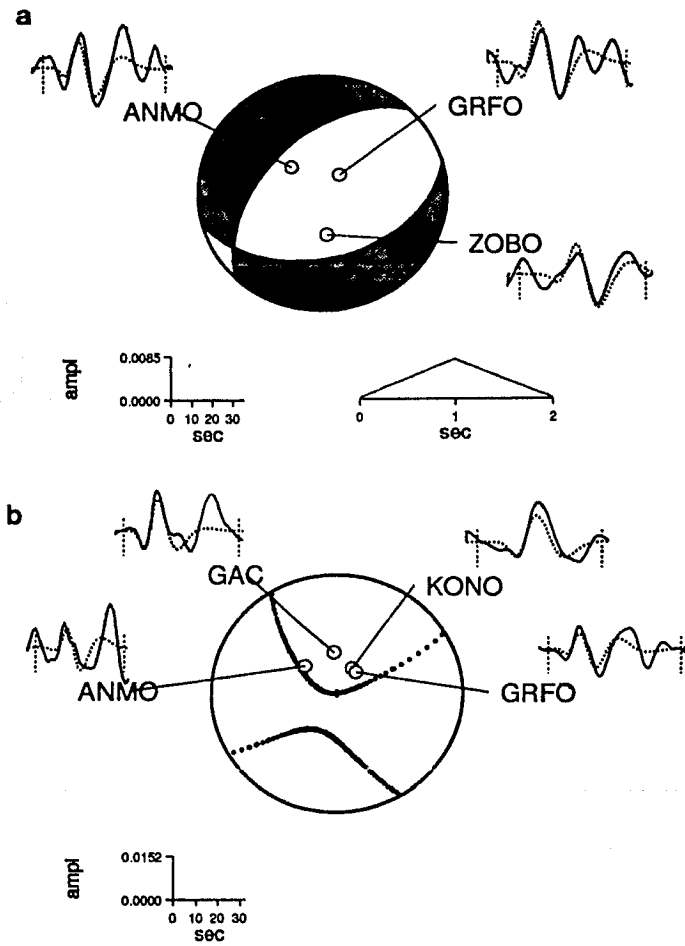 a
ANMO
GRFO
ZOBO
ampl
0.0085
0.0000
0 10 20 30
sec
0 1 2
sec
b
GAC
KONO
ANMO
GRFO
ampl
0.0152
0.0000
0 10 20 30
sec